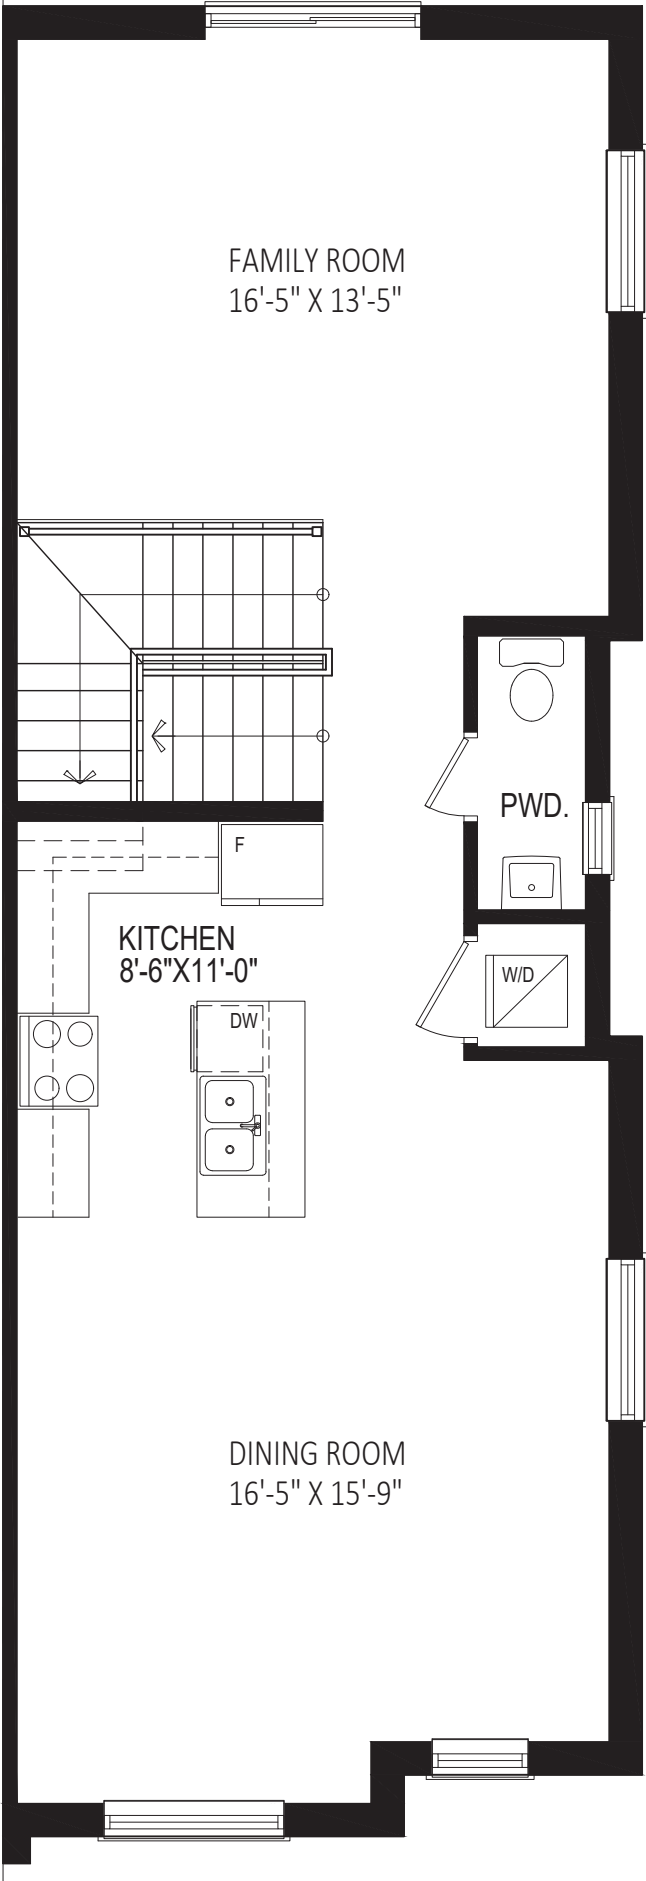 FAMILY ROOM
16'-5" X 13'-5"
PWD.
F
KITCHEN
8'-6"X11'-0"
W/D
DW
DINING ROOM
16'-5" X 15'-9"